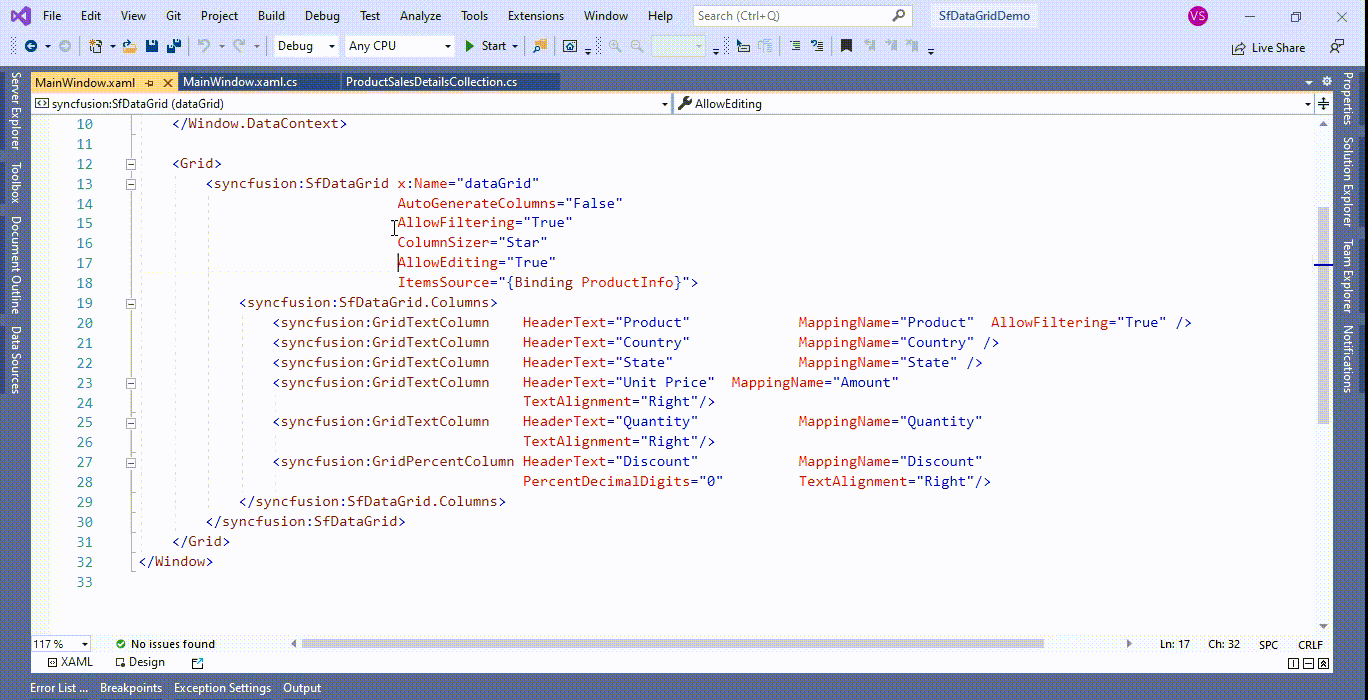 File Edit View Git Project Build Debug Test Analyze Tools Extensions Window Help Search (Ctrl+Q) SfDataGridDemo VS
Debug Any CPU Start Live Share
MainWindow.xaml MainWindow.xaml.cs ProductSalesDetailsCollection.cs
syncfusion:SfDataGrid (dataGrid) AllowEditing
Server Explorer
Toolbox
Document Outline
Data Sources
10 </Window.DataContext>
11
12 <Grid>
13 <syncfusion:SfDataGrid x:Name="dataGrid"
14 AutoGenerateColumns="False"
15 AllowFiltering="True"
16 ColumnSizer="Star"
17 AllowEditing="True"
18 ItemsSource="{Binding ProductInfo}">
19 <syncfusion:SfDataGrid.Columns>
20 <syncfusion:GridTextColumn HeaderText="Product" MappingName="Product" AllowFiltering="True" />
21 <syncfusion:GridTextColumn HeaderText="Country" MappingName="Country" />
22 <syncfusion:GridTextColumn HeaderText="State" MappingName="State" />
23 <syncfusion:GridTextColumn HeaderText="Unit Price" MappingName="Amount"
24 TextAlignment="Right"/>
25 <syncfusion:GridTextColumn HeaderText="Quantity" MappingName="Quantity"
26 TextAlignment="Right"/>
27 <syncfusion:GridPercentColumn HeaderText="Discount" MappingName="Discount"
28 PercentDecimalDigits="0" TextAlignment="Right"/>
29 </syncfusion:SfDataGrid.Columns>
30 </syncfusion:SfDataGrid>
31 </Grid>
32 </Window>
33
Properties
Solution Explorer
Team Explorer
Notifications
117 % No issues found Ln: 17 Ch: 32 SPC CRLF
XAML Design
Error List ... Breakpoints Exception Settings Output